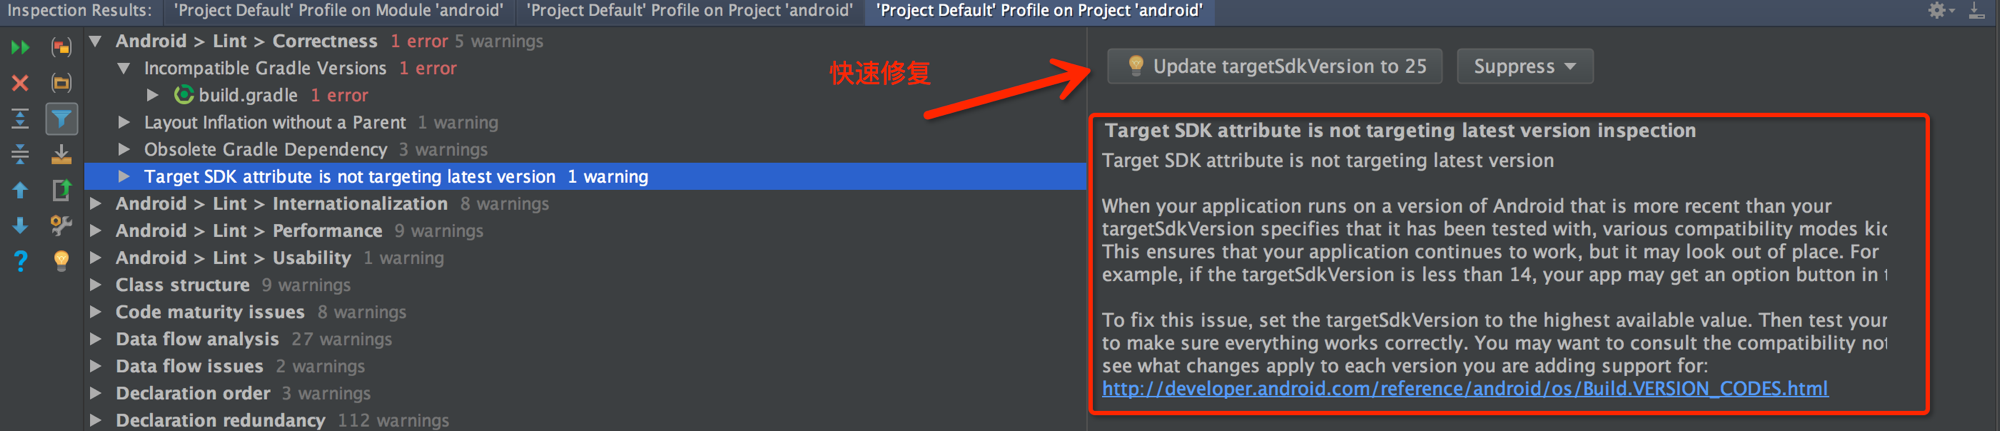 Inspection Results: 'Project Default' Profile on Module 'android' 'Project Default' Profile on Project 'android' 'Project Default' Profile on Project 'android'
Android > Lint > Correctness 1 error 5 warnings
Incompatible Gradle Versions 1 error
build.gradle 1 error
Layout Inflation without a Parent 1 warning
Obsolete Gradle Dependency 3 warnings
Target SDK attribute is not targeting latest version 1 warning
Android > Lint > Internationalization 8 warnings
Android > Lint > Performance 9 warnings
Android > Lint > Usability 1 warning
Class structure 9 warnings
Code maturity issues 8 warnings
Data flow analysis 27 warnings
Data flow issues 2 warnings
Declaration order 3 warnings
Declaration redundancy 112 warnings
快速修复
Update targetSdkVersion to 25 Suppress
Target SDK attribute is not targeting latest version inspection
Target SDK attribute is not targeting latest version
When your application runs on a version of Android that is more recent than your
targetSdkVersion specifies that it has been tested with, various compatibility modes kic
This ensures that your application continues to work, but it may look out of place. For
example, if the targetSdkVersion is less than 14, your app may get an option button in t
To fix this issue, set the targetSdkVersion to the highest available value. Then test your
to make sure everything works correctly. You may want to consult the compatibility not
see what changes apply to each version you are adding support for:
http://developer.android.com/reference/android/os/Build.VERSION_CODES.html